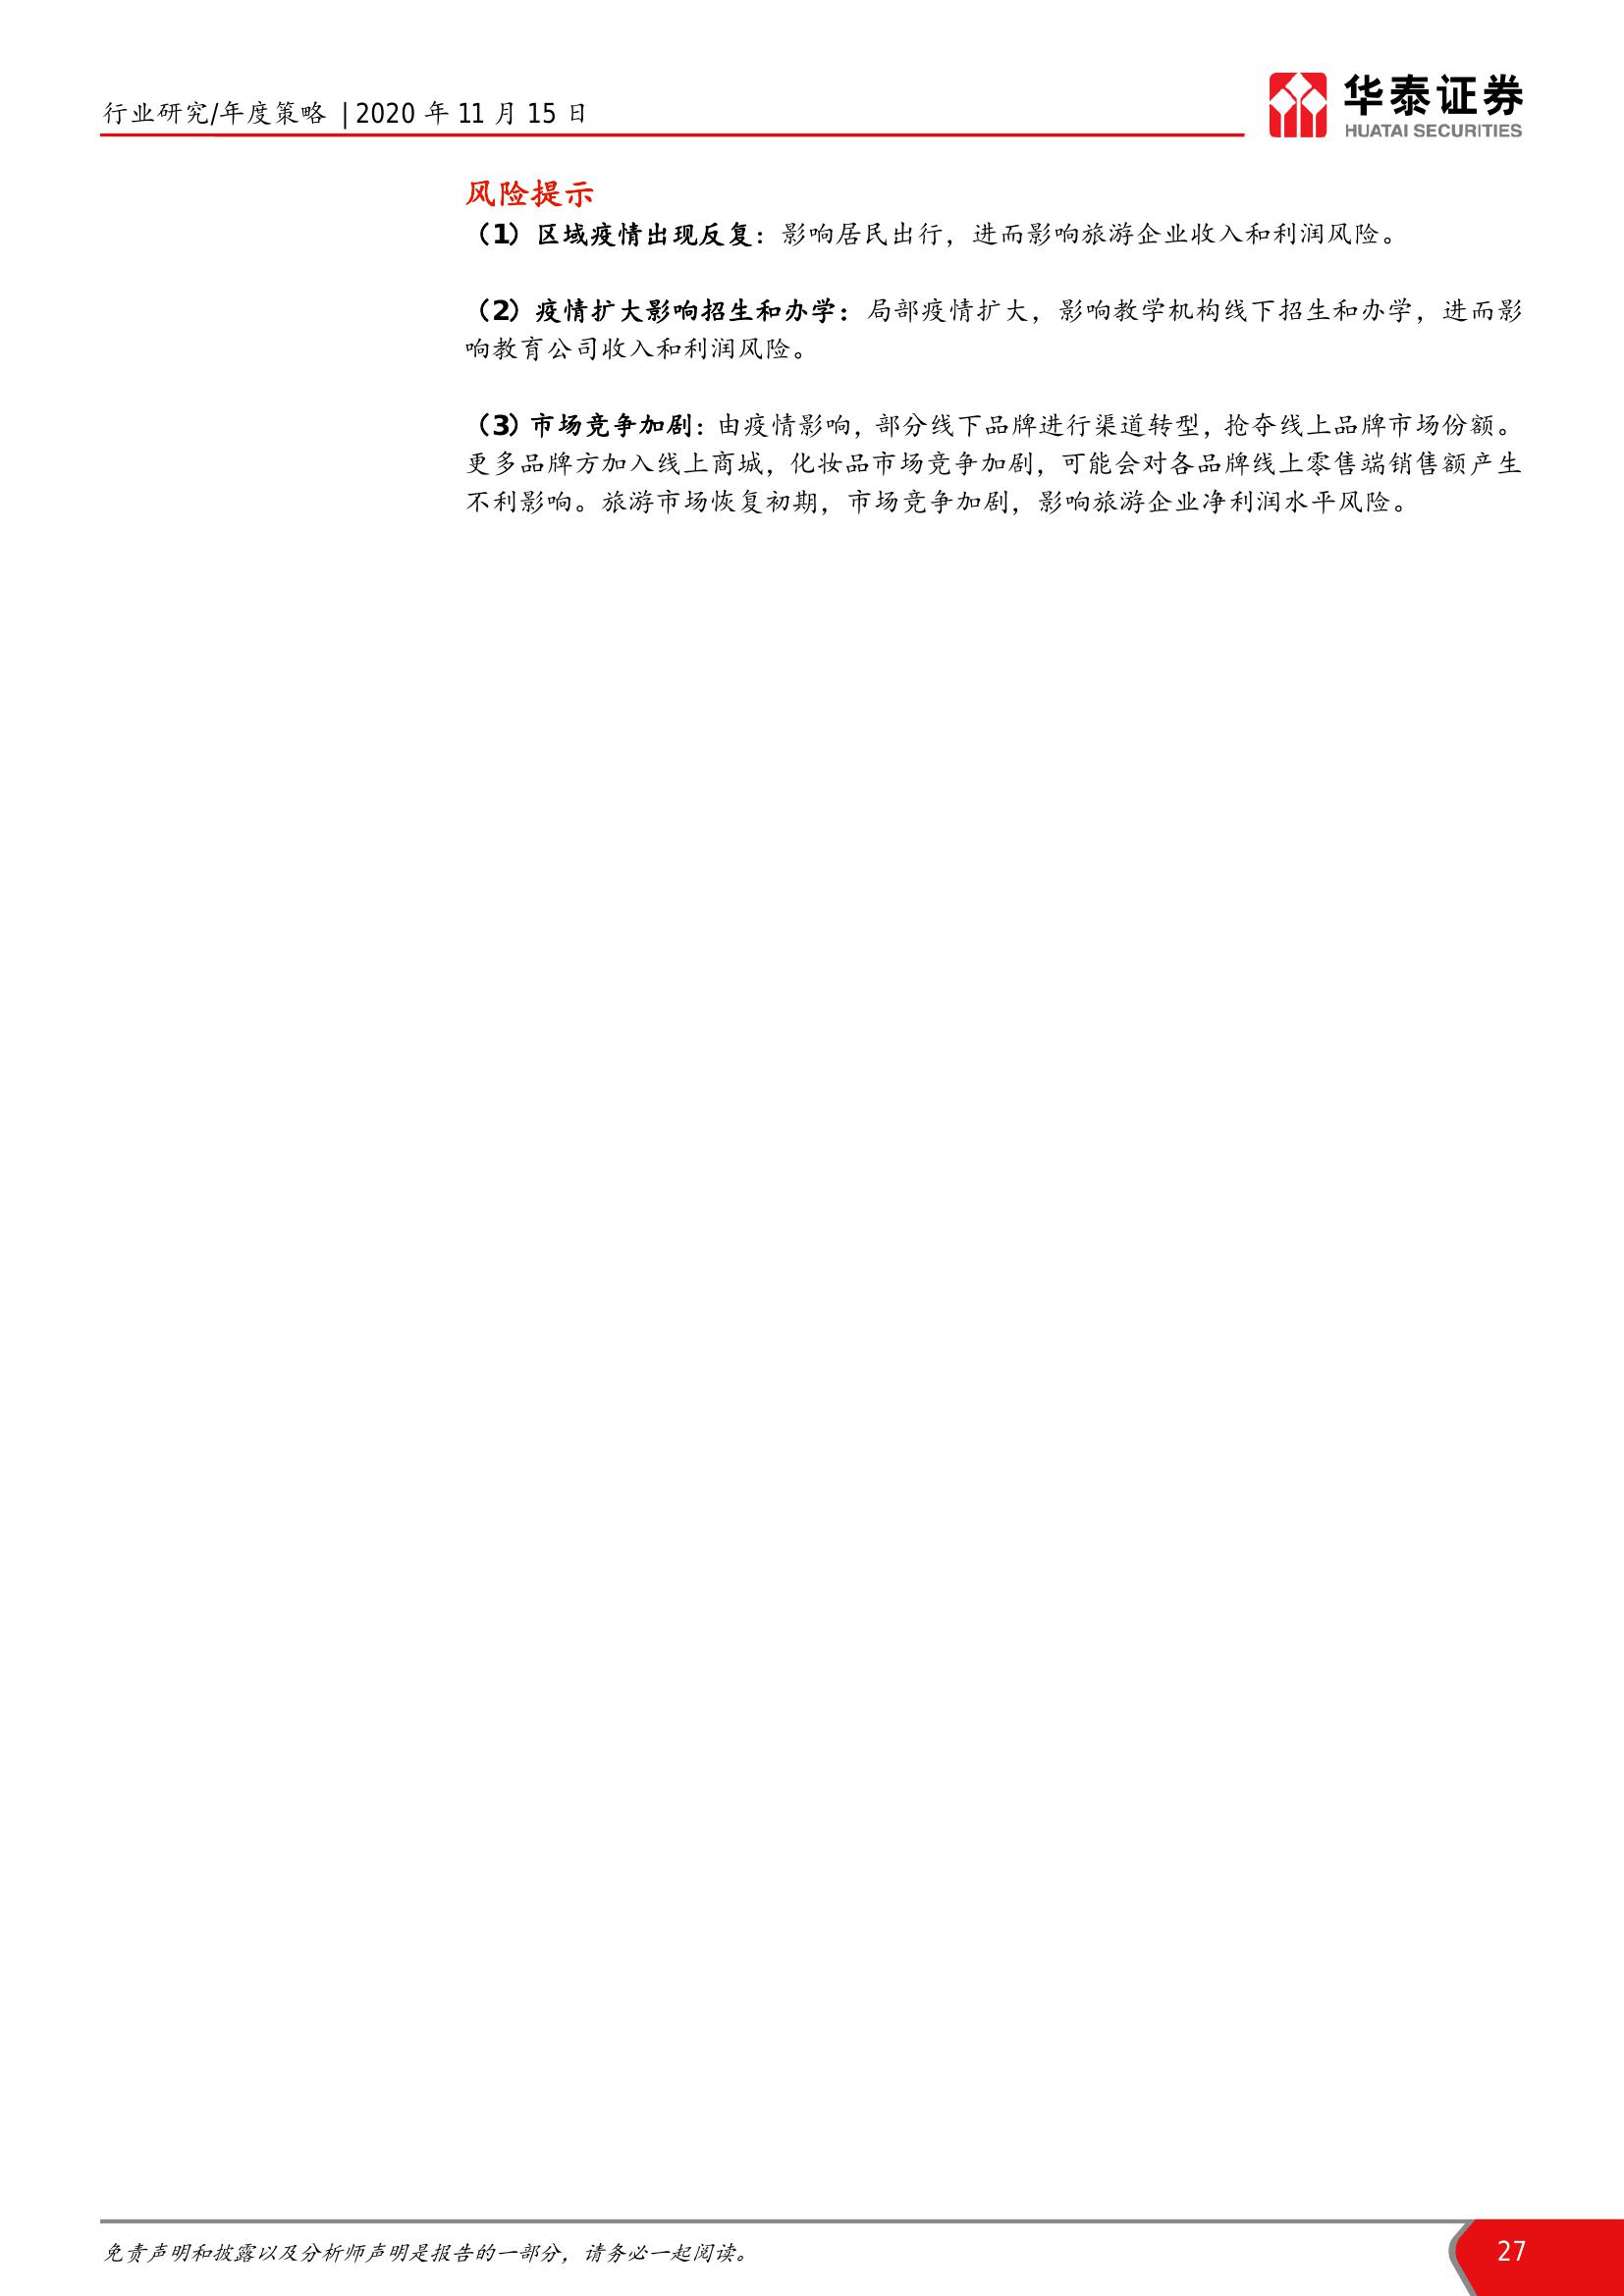 行业研究/年度策略 | 2020 年 11 月 15 日
华泰证券
HUATAI SECURITIES
风险提示
（1）区域疫情出现反复：影响居民出行，进而影响旅游企业收入和利润风险。
（2）疫情扩大影响招生和办学：局部疫情扩大，影响教学机构线下招生和办学，进而影
响教育公司收入和利润风险。
（3）市场竞争加剧：由疫情影响，部分线下品牌进行渠道转型，抢夺线上品牌市场份额。
更多品牌方加入线上商城，化妆品市场竞争加剧，可能会对各品牌线上零售端销售额产生
不利影响。旅游市场恢复初期，市场竞争加剧，影响旅游企业净利润水平风险。
免责声明和披露以及分析师声明是报告的一部分，请务必一起阅读。
27